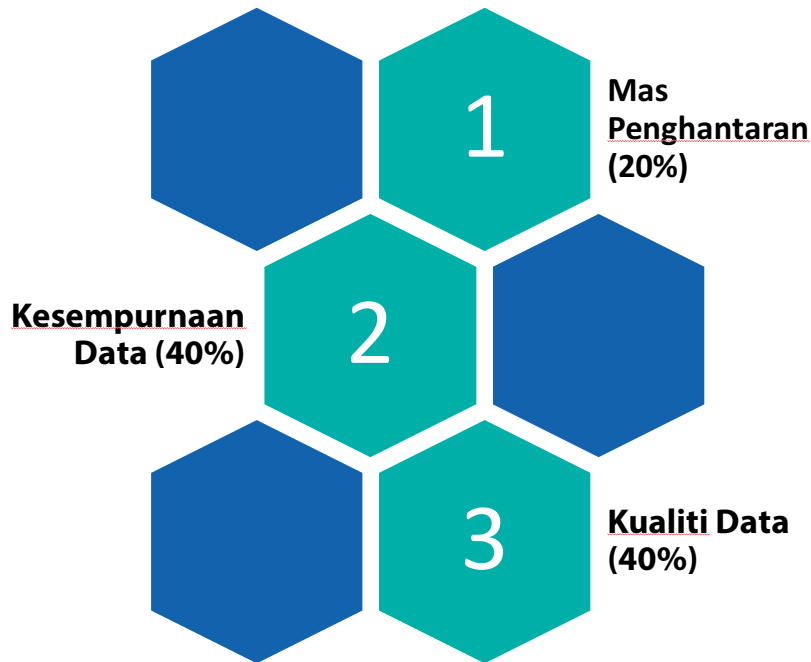 1
Mas
Penghantaran
(20%)
Kesempurnaan
Data (40%)
2
3
Kualiti Data
(40%)